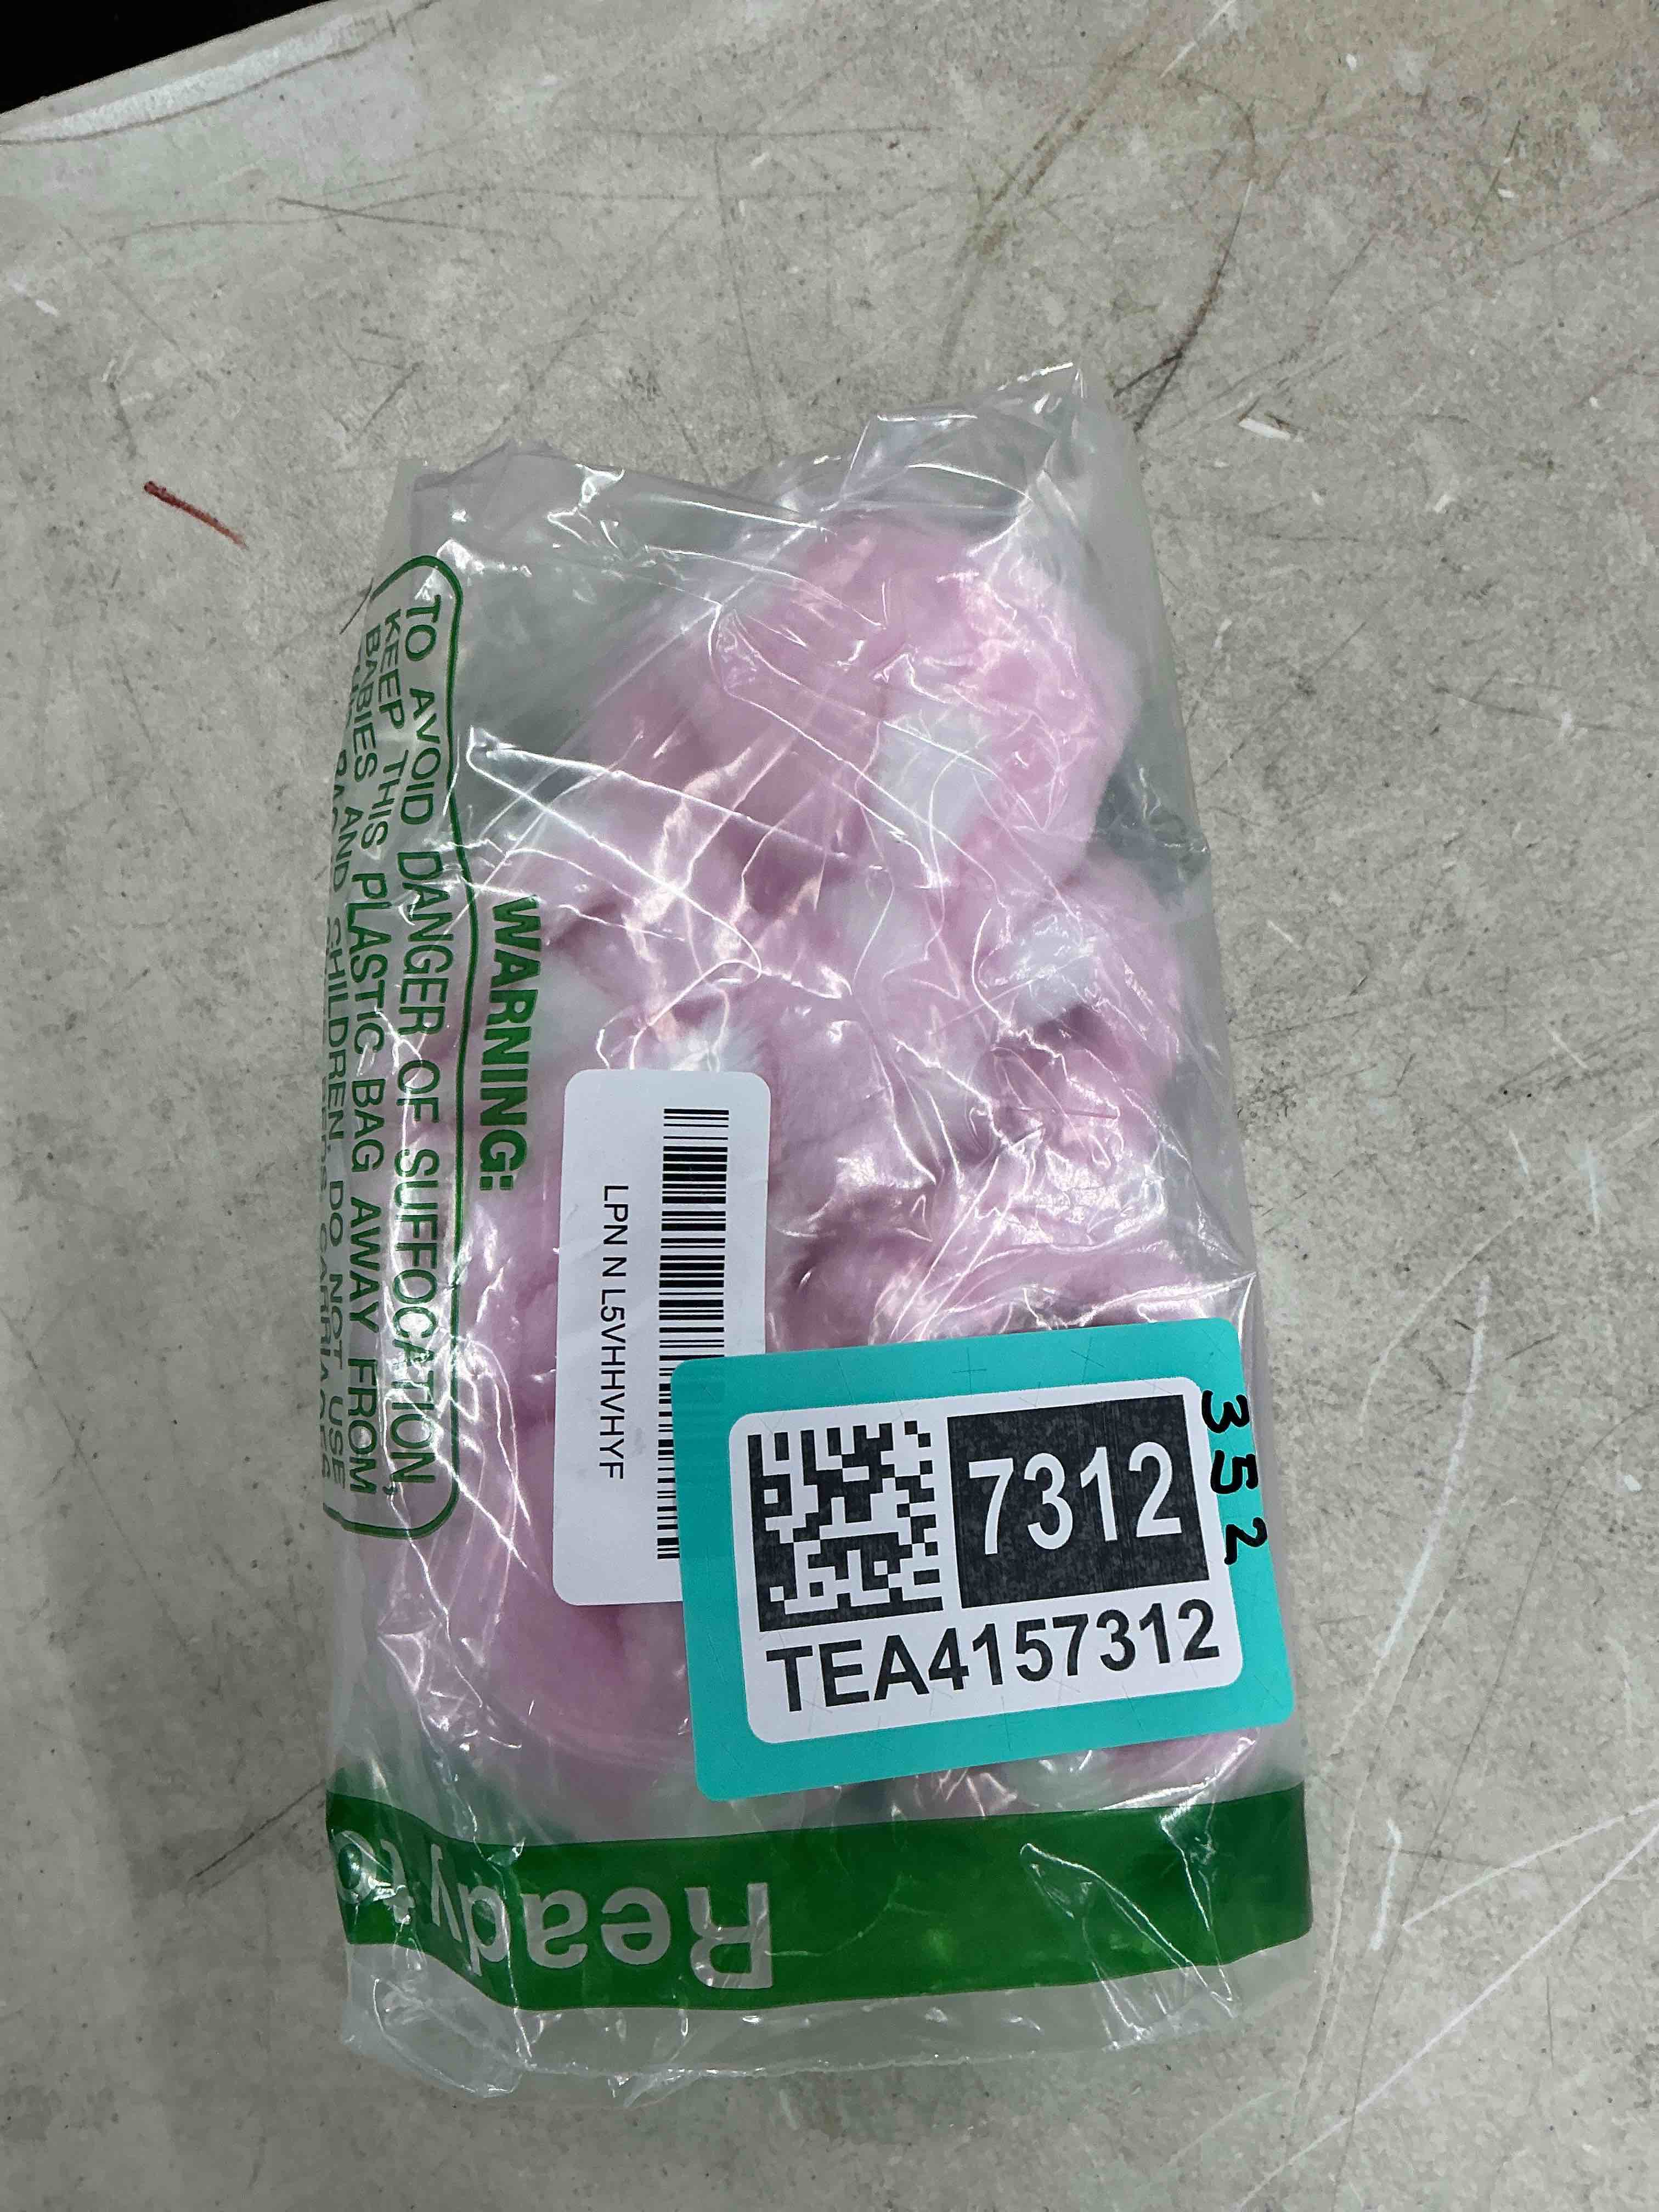 WARNING:
TO AVOID DANGER OF SUFFOCATION,
KEEP THIS PLASTIC BAG AWAY FROM
BABIES AND CHILDREN. DO NOT USE
LPN N L5VHHVHYF
7312
TEA4157312
352
Ready to